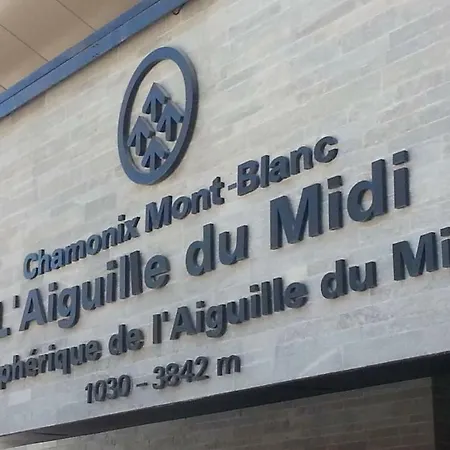 Chamonix Mont-Blanc
L'Aiguille du Midi
phérique de l'Aiguille du Mi
1030 - 3842 m